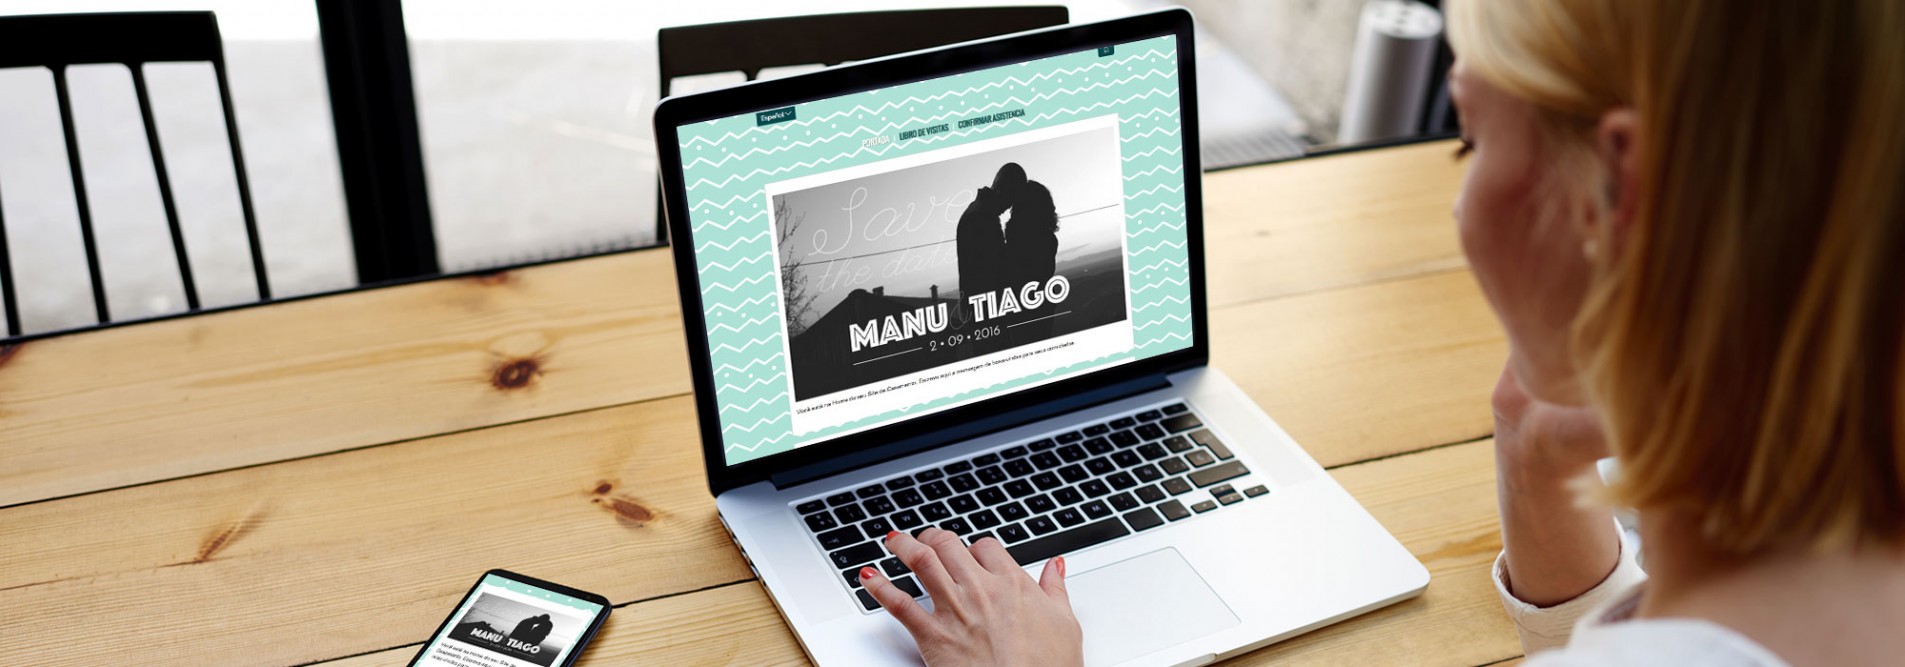 Español
PORTADA | LIBRO DE VISITAS | CONFIRMAR ASISTENCIA
Save
the date
MANU & TIAGO
2 • 09 • 2016
Você está na Home do seu Site de Casamento. Escreva aqui a mensagem de boas-vindas para seus convidados.
MANU TIAGO
Você está na Home do seu Site de
Casamento. Escreva aqui a